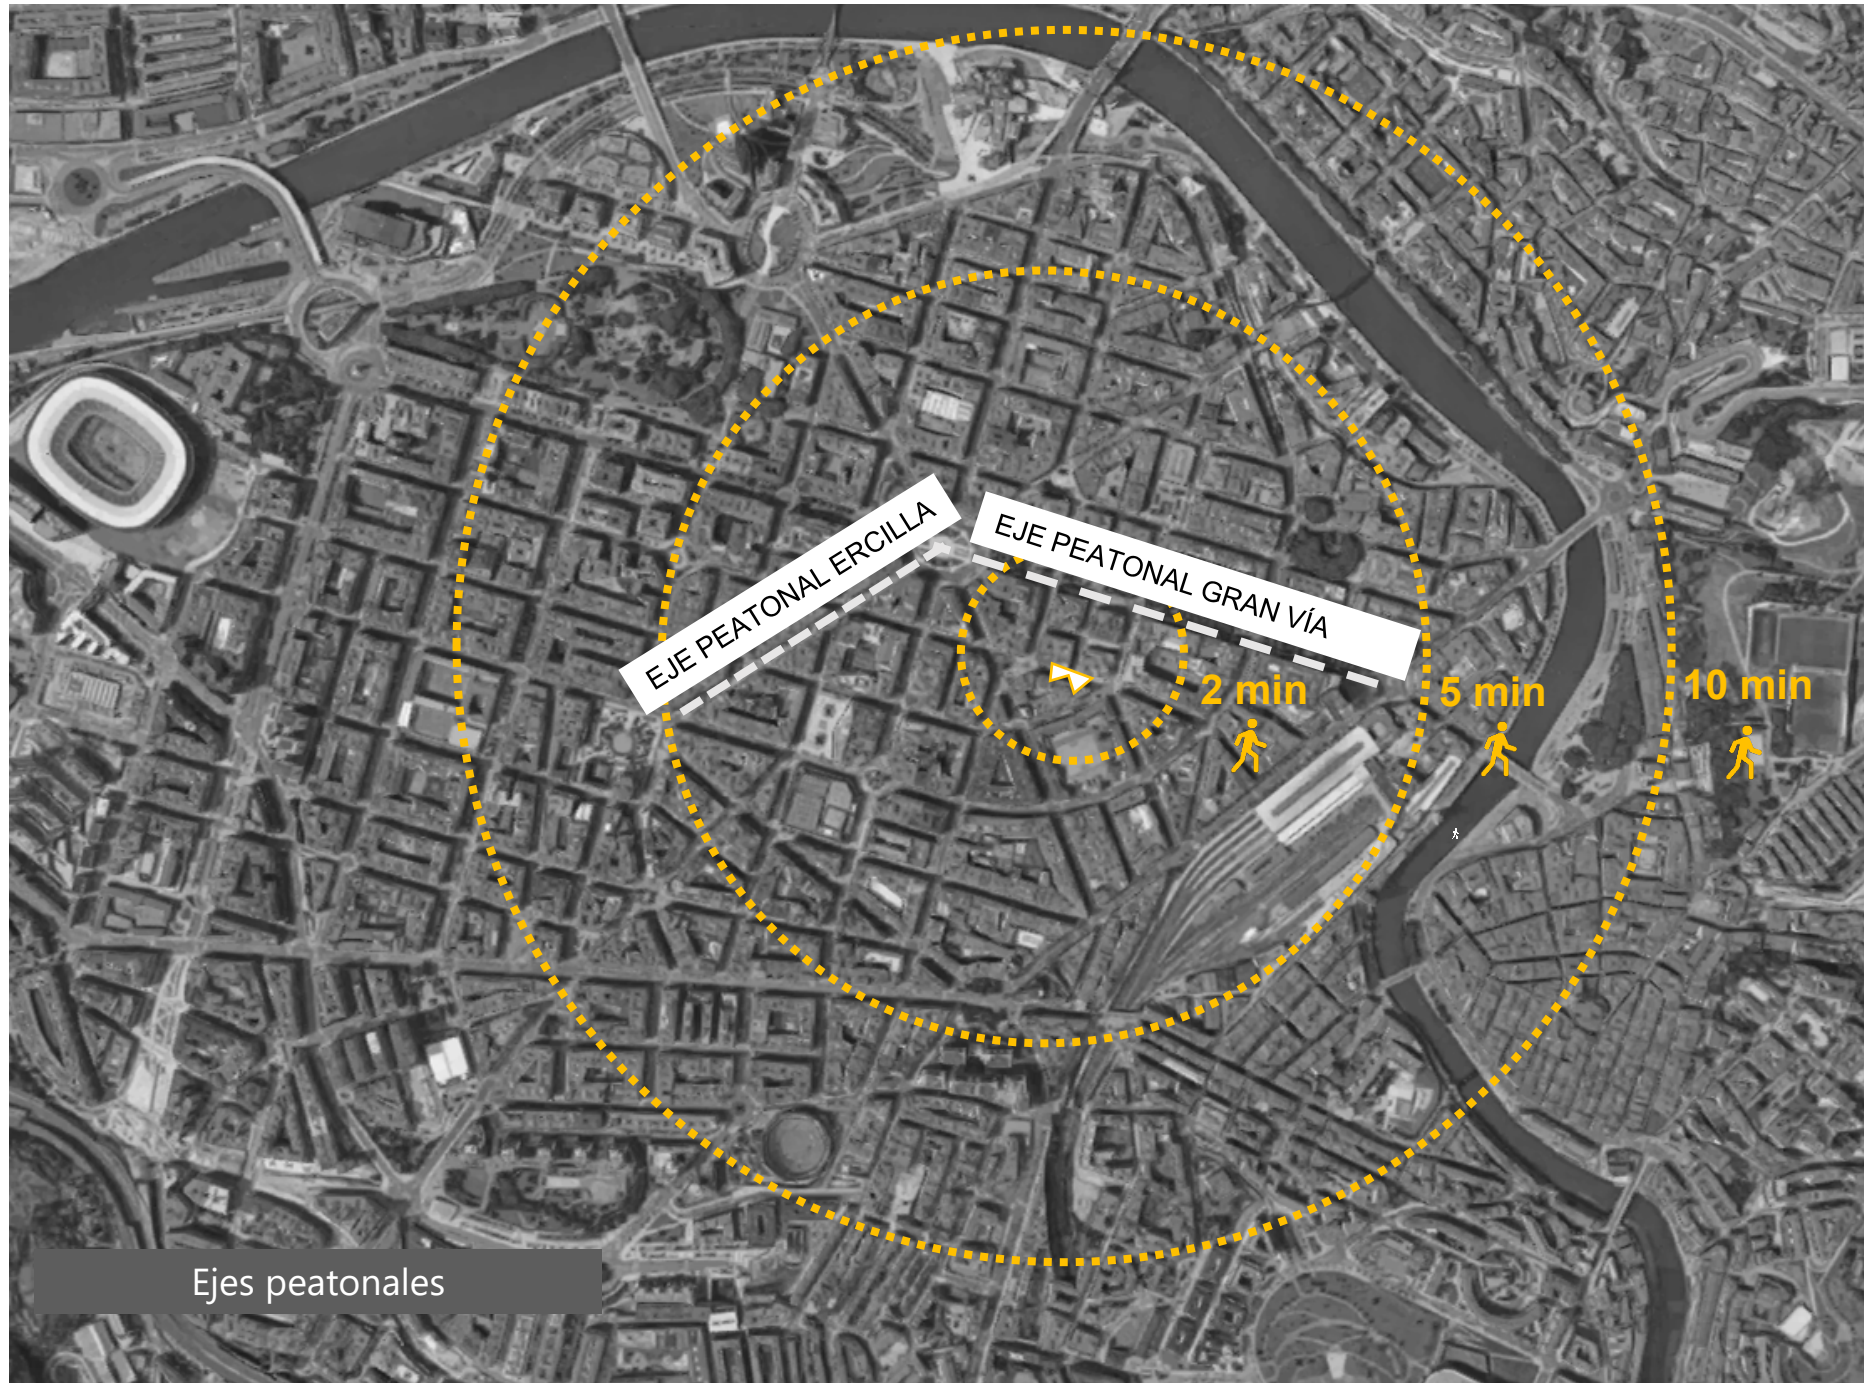 EJE PEATONAL ERCILLA
EJE PEATONAL GRAN VÍA
2 min
5 min
10 min
Ejes peatonales